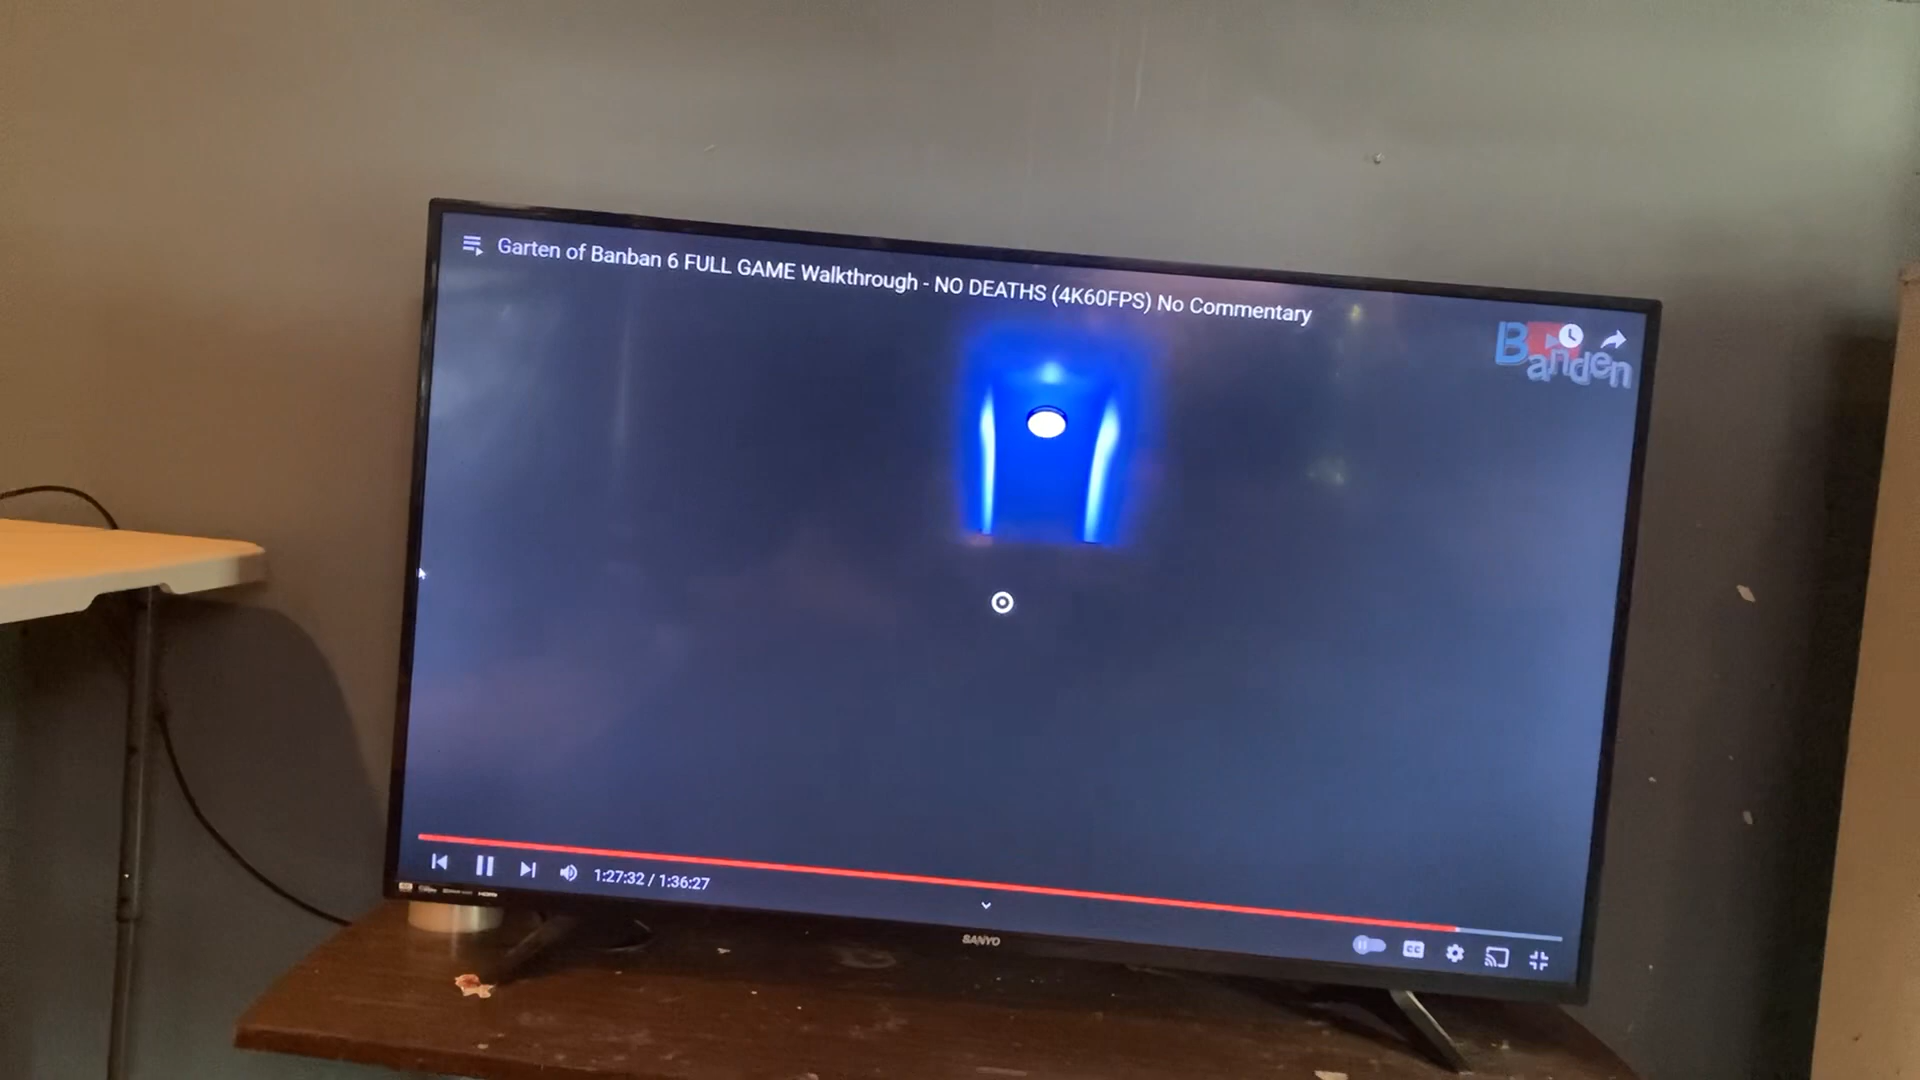 Garten of Banban 6 FULL GAME Walkthrough - NO DEATHS (4K60FPS) No Commentary
Banden
1:27:32 / 1:36:27
CC
SANYO